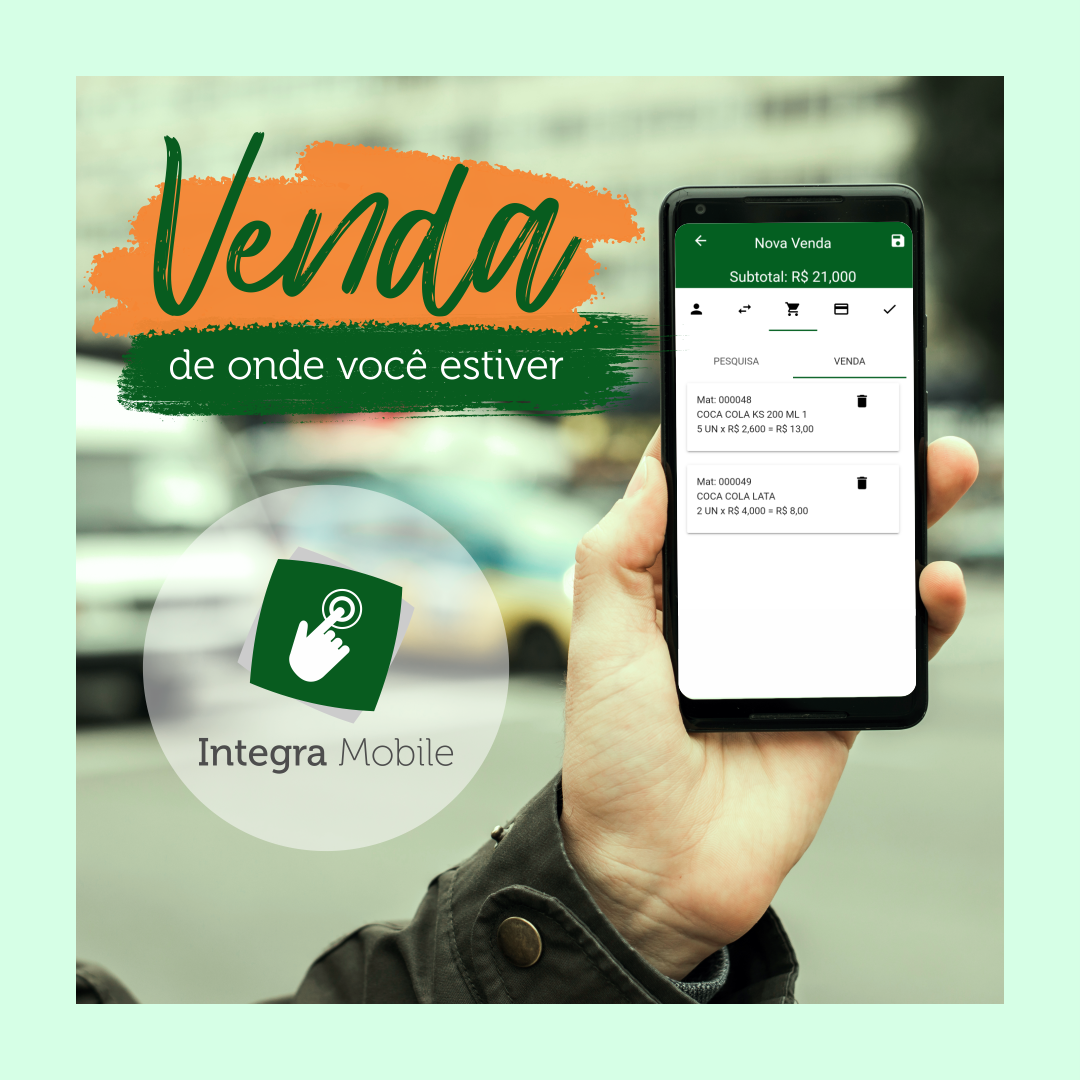 Venda
de onde você estiver
Integra Mobile
Nova Venda
Subtotal: R$ 21,000
PESQUISA
VENDA
Mat: 000048
COCA COLA KS 200 ML 1
5 UN x R$ 2,600 = R$ 13,00
Mat: 000049
COCA COLA LATA
2 UN x R$ 4,000 = R$ 8,00